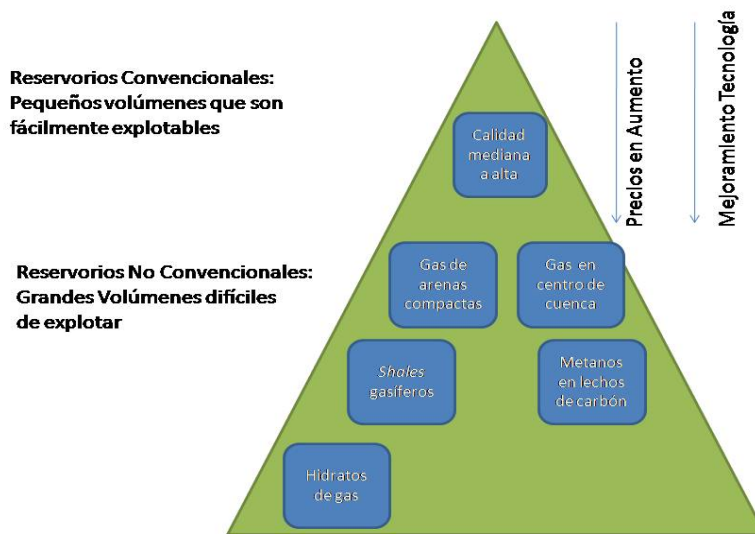 Reservorios Convencionales:
Pequeños volúmenes que son
fácilmente explotables
Calidad
mediana
a alta
Precios en Aumento
Mejoramiento Tecnología
Reservorios No Convencionales:
Grandes Volúmenes difíciles
de explotar
Gas de
arenas
compactas
Gas en
centro de
cuenca
Shales
gasíferos
Metanos
en lechos
de carbón
Hidratos
de gas